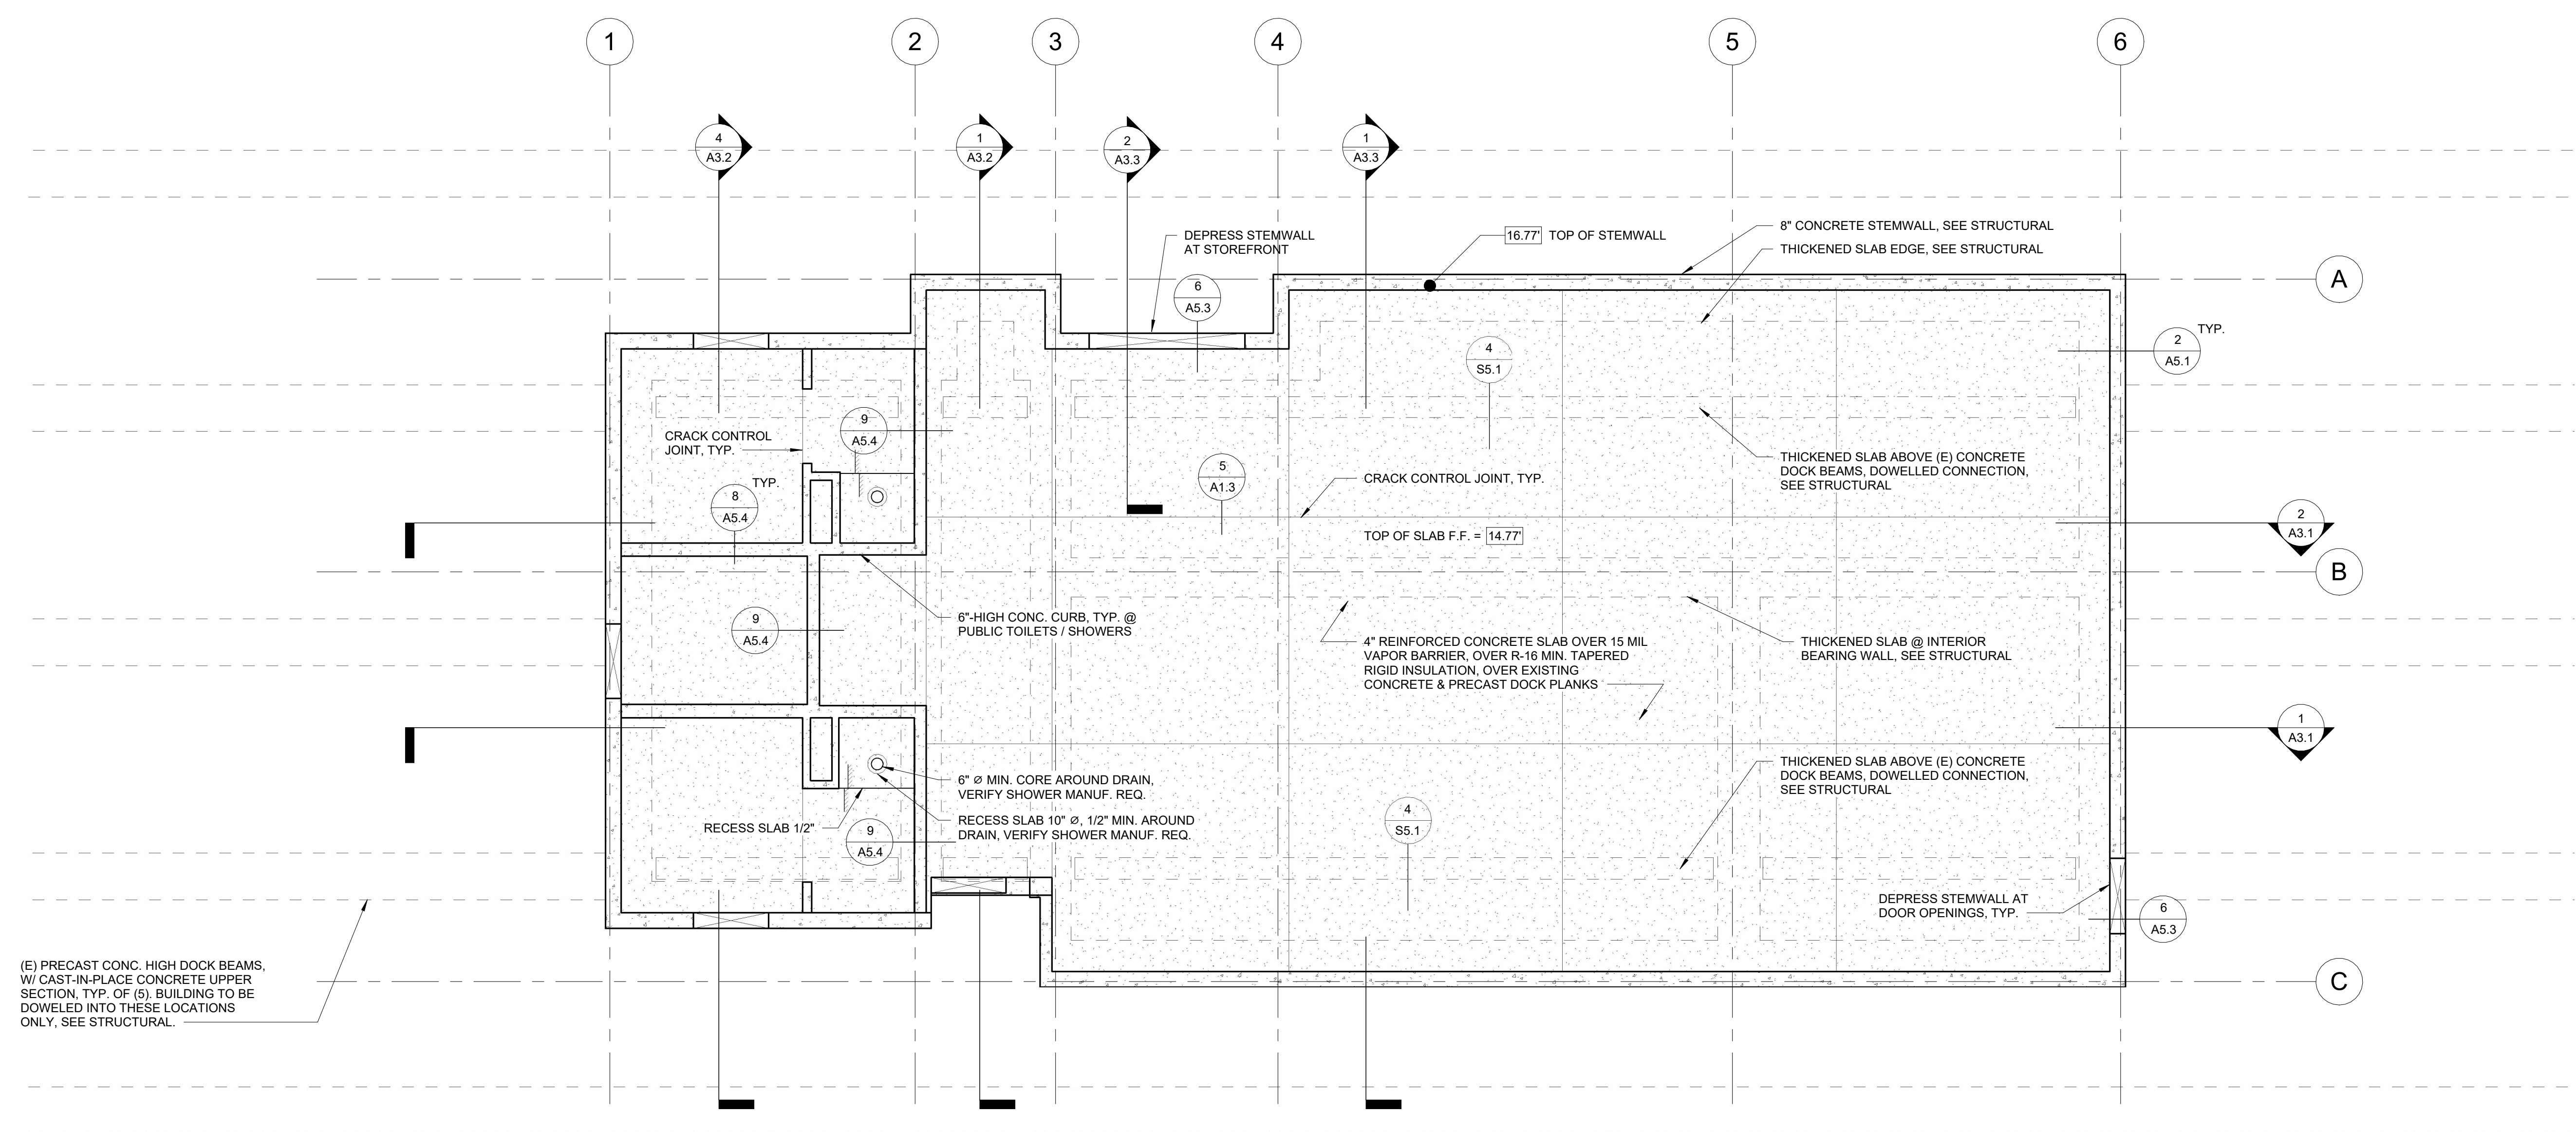 1
2
3
4
5
6
4
A3.2
1
A3.2
2
A3.3
1
A3.3
DEPRESS STEMWALL
AT STOREFRONT
16.77' TOP OF STEMWALL
8" CONCRETE STEMWALL, SEE STRUCTURAL
THICKENED SLAB EDGE, SEE STRUCTURAL
A
6
A5.3
2
A5.1
TYP.
4
S5.1
9
A5.4
CRACK CONTROL
JOINT, TYP.
8
A5.4
TYP.
5
A1.3
CRACK CONTROL JOINT, TYP.
THICKENED SLAB ABOVE (E) CONCRETE
DOCK BEAMS, DOWELLED CONNECTION,
SEE STRUCTURAL
TOP OF SLAB F.F. = 14.77'
2
A3.1
B
9
A5.4
6"-HIGH CONC. CURB, TYP. @
PUBLIC TOILETS / SHOWERS
4" REINFORCED CONCRETE SLAB OVER 15 MIL
VAPOR BARRIER, OVER R-16 MIN. TAPERED
RIGID INSULATION, OVER EXISTING
CONCRETE & PRECAST DOCK PLANKS
THICKENED SLAB @ INTERIOR
BEARING WALL, SEE STRUCTURAL
1
A3.1
6" Ø MIN. CORE AROUND DRAIN,
VERIFY SHOWER MANUF. REQ.
THICKENED SLAB ABOVE (E) CONCRETE
DOCK BEAMS, DOWELLED CONNECTION,
SEE STRUCTURAL
RECESS SLAB 1/2"
RECESS SLAB 10" Ø, 1/2" MIN. AROUND
DRAIN, VERIFY SHOWER MANUF. REQ.
9
A5.4
4
S5.1
DEPRESS STEMWALL AT
DOOR OPENINGS, TYP.
6
A5.3
(E) PRECAST CONC. HIGH DOCK BEAMS,
W/ CAST-IN-PLACE CONCRETE UPPER
SECTION, TYP. OF (5). BUILDING TO BE
DOWELED INTO THESE LOCATIONS
ONLY, SEE STRUCTURAL.
C